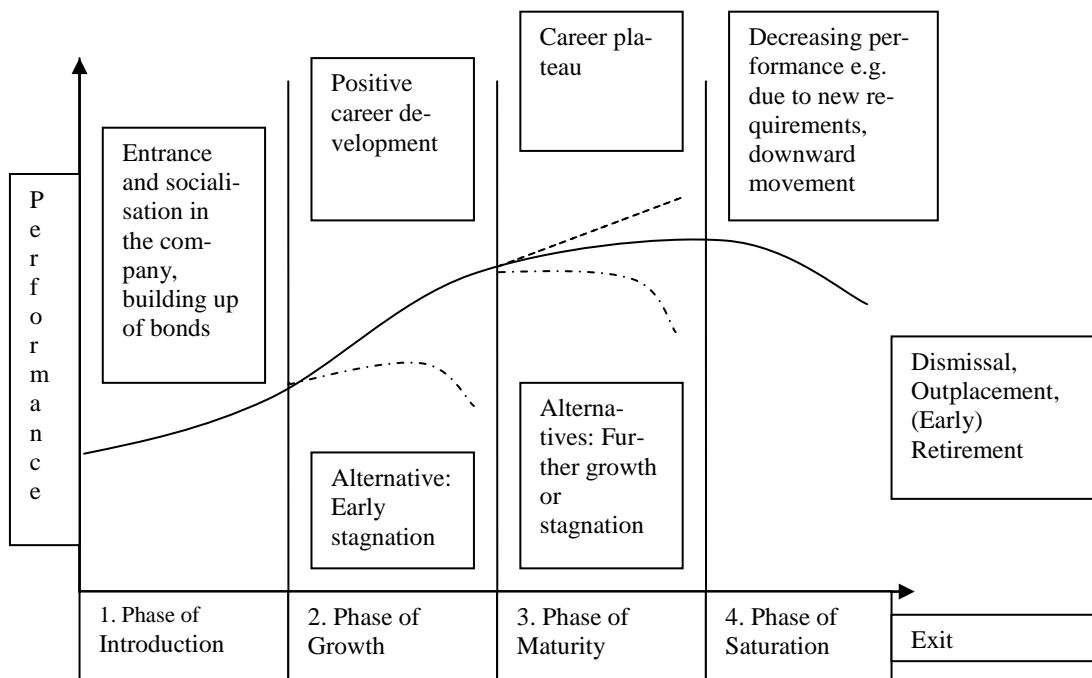 Career pla-
teau
Decreasing per-
formance e.g.
due to new re-
quirements,
downward
movement
Positive
career de-
velopment
Entrance
and sociali-
sation in
the com-
pany,
building up
of bonds
P
e
r
f
o
r
m
a
n
c
e
Dismissal,
Outplacement,
(Early)
Retirement
Alterna-
tives: Fur-
ther growth
or
stagnation
Alternative:
Early
stagnation
1. Phase of
Introduction
2. Phase of
Growth
3. Phase of
Maturity
4. Phase of
Saturation
Exit